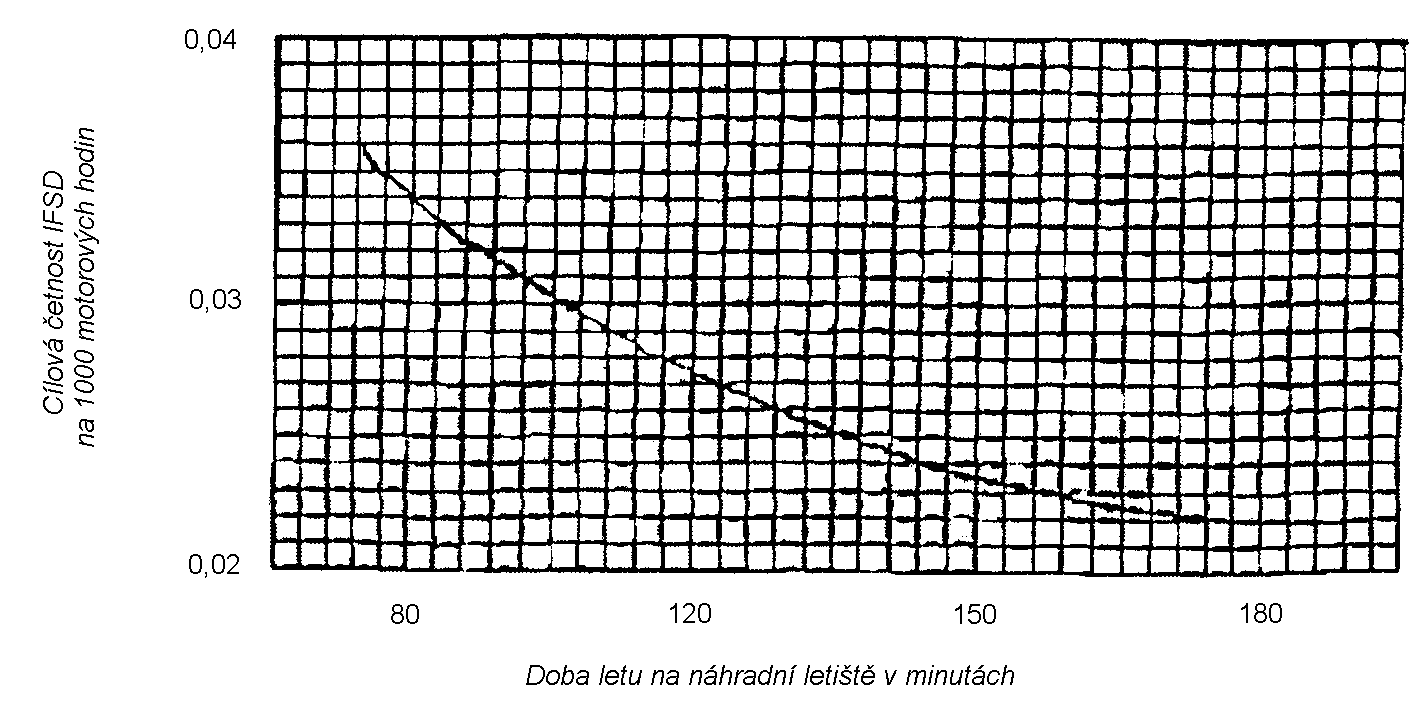 0,04
Cílová četnost IFSD
na 1000 motorových hodin
0,03
0,02
80 120 150 180
Doba letu na náhradní letiště v minutách